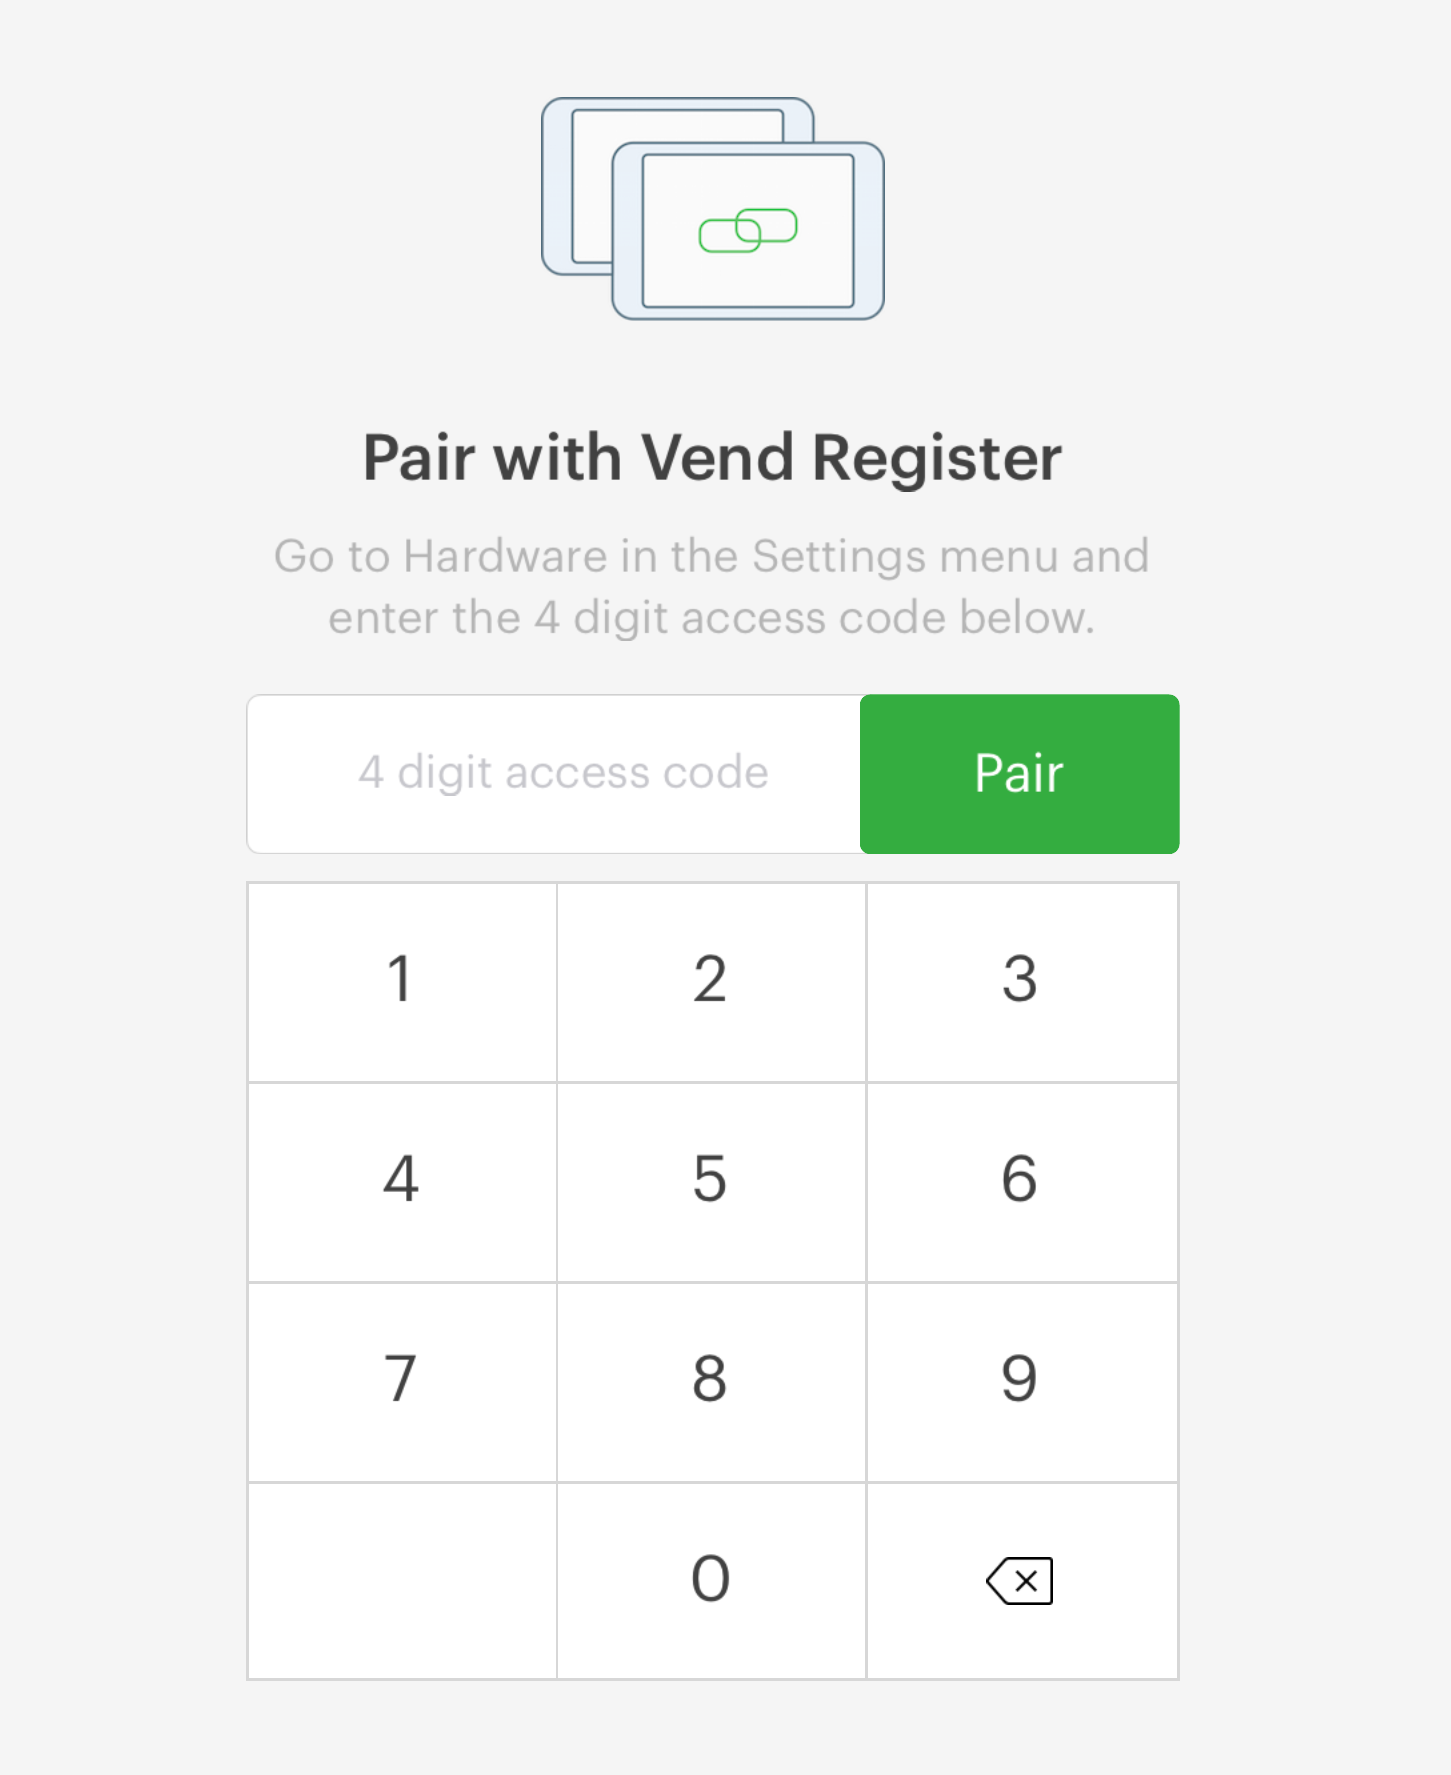 Pair with Vend Register
Go to Hardware in the Settings menu and
enter the 4 digit access code below.
4 digit access code
Pair
1 2 3
4 5 6
7 8 9
0